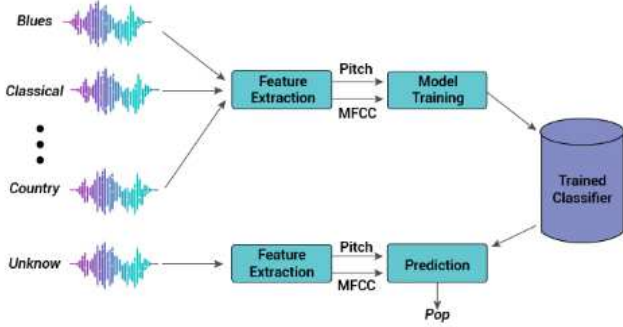 Blues
Classical
Country
Unknow
Feature
Extraction
Pitch
MFCC
Model
Training
Trained
Classifier
Feature
Extraction
Pitch
MFCC
Prediction
Pop